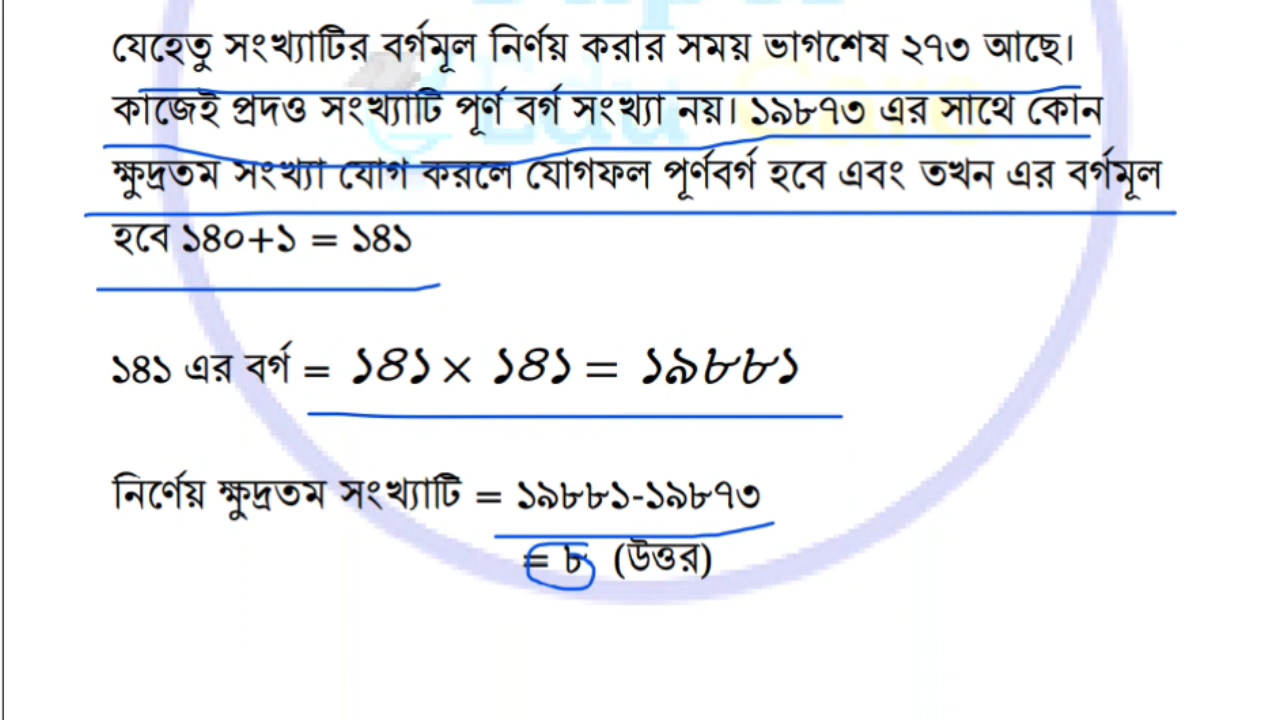 যেহেতু সংখ্যাটির বর্গমূল নির্ণয় করার সময় ভাগশেষ ২৭৩ আছে।
কাজেই প্রদও সংখ্যাটি পূর্ণ বর্গ সংখ্যা নয়। ১৯৮৭৩ এর সাথে কোন
ক্ষুদ্রতম সংখ্যা যোগ করলে যোগফল পূর্ণবর্গ হবে এবং তখন এর বর্গমূল
হবে ১৪০+১ = ১৪১
১৪১ এর বর্গ = ১৪১ × ১৪১ = ১৯৮৮১
নির্ণেয় ক্ষুদ্রতম সংখ্যাটি = ১৯৮৮১-১৯৮৭৩
= ৮ (উত্তর)